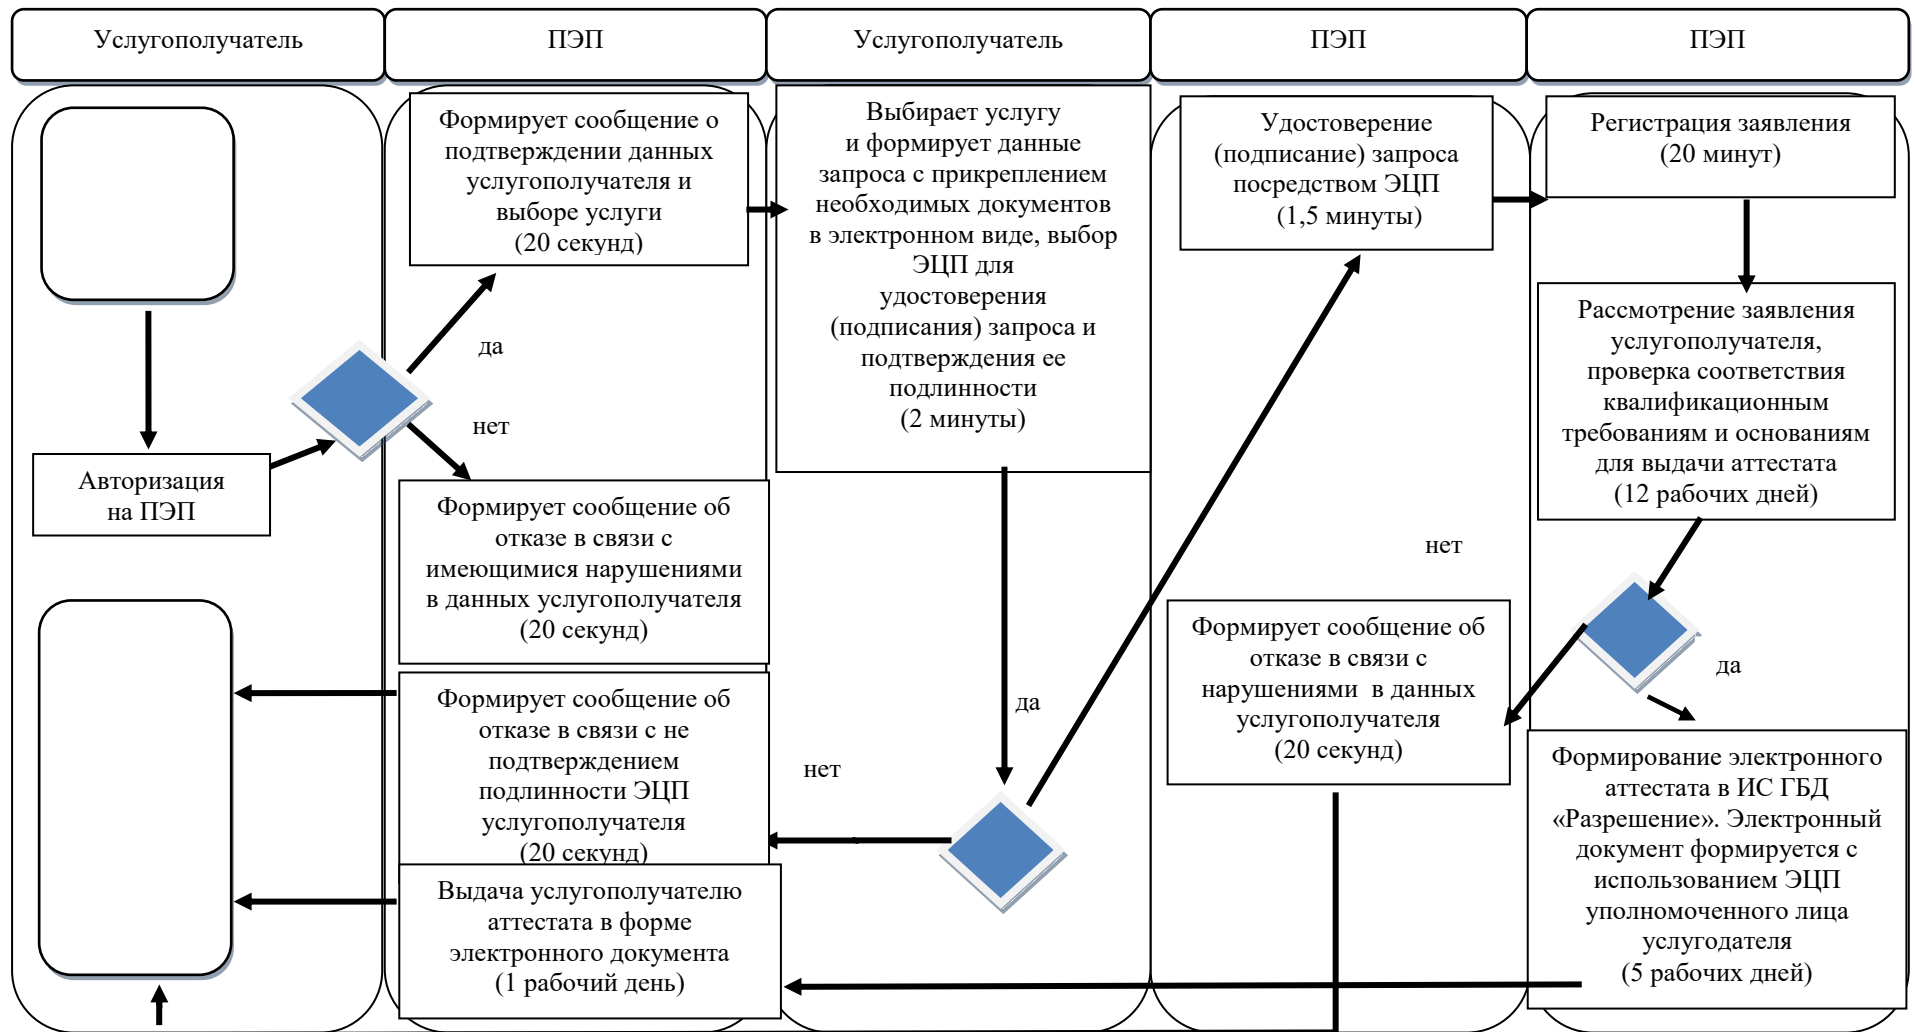 Услугополучатель
ПЭП
Услугополучатель
ПЭП
ПЭП
Авторизация
на ПЭП
Формирует сообщение о
подтверждении данных
услугополучателя и
выборе услуги
(20 секунд)
да
нет
Формирует сообщение об
отказе в связи с
имеющимися нарушениями
в данных услугополучателя
(20 секунд)
Формирует сообщение об
отказе в связи с не
подтверждением
подлинности ЭЦП
услугополучателя
(20 секунд)
Выдача услугополучателю
аттестата в форме
электронного документа
(1 рабочий день)
Выбирает услугу
и формирует данные
запроса с прикреплением
необходимых документов
в электронном виде, выбор
ЭЦП для
удостоверения
(подписания) запроса и
подтверждения ее
подлинности
(2 минуты)
да
нет
Удостоверение
(подписание) запроса
посредством ЭЦП
(1,5 минуты)
нет
Формирует сообщение об
отказе в связи с
нарушениями в данных
услугополучателя
(20 секунд)
Регистрация заявления
(20 минут)
Рассмотрение заявления
услугополучателя,
проверка соответствия
квалификационным
требованиям и основаниям
для выдачи аттестата
(12 рабочих дней)
да
Формирование электронного
аттестата в ИС ГБД
«Разрешение». Электронный
документ формируется с
использованием ЭЦП
уполномоченного лица
услугодателя
(5 рабочих дней)